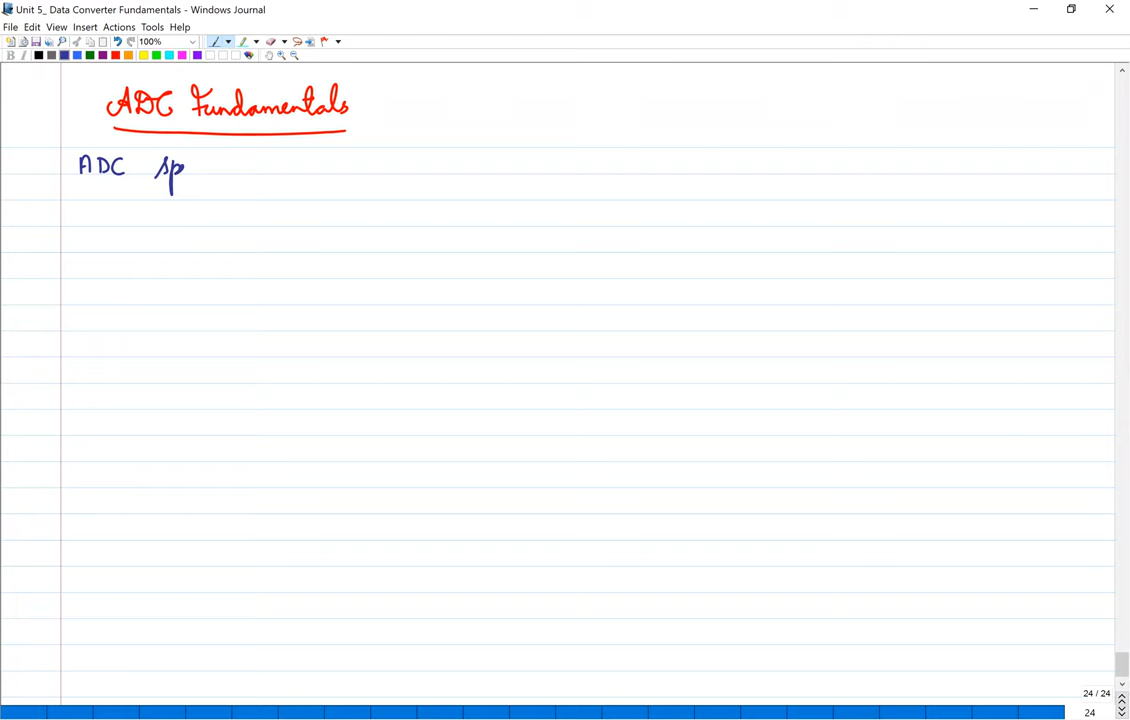 Unit 5_ Data Converter Fundamentals - Windows Journal
File Edit View Insert Actions Tools Help
150%
B I
ADC Fundamentals
ADC sp
24 / 24
24